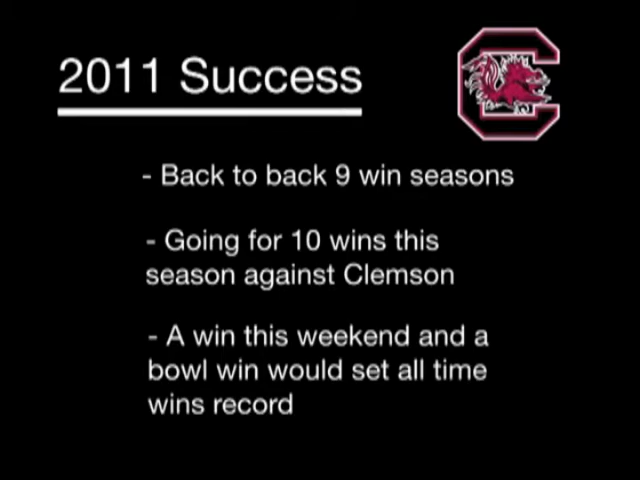 2011 Success
- Back to back 9 win seasons
- Going for 10 wins this
season against Clemson
- A win this weekend and a
bowl win would set all time
wins record